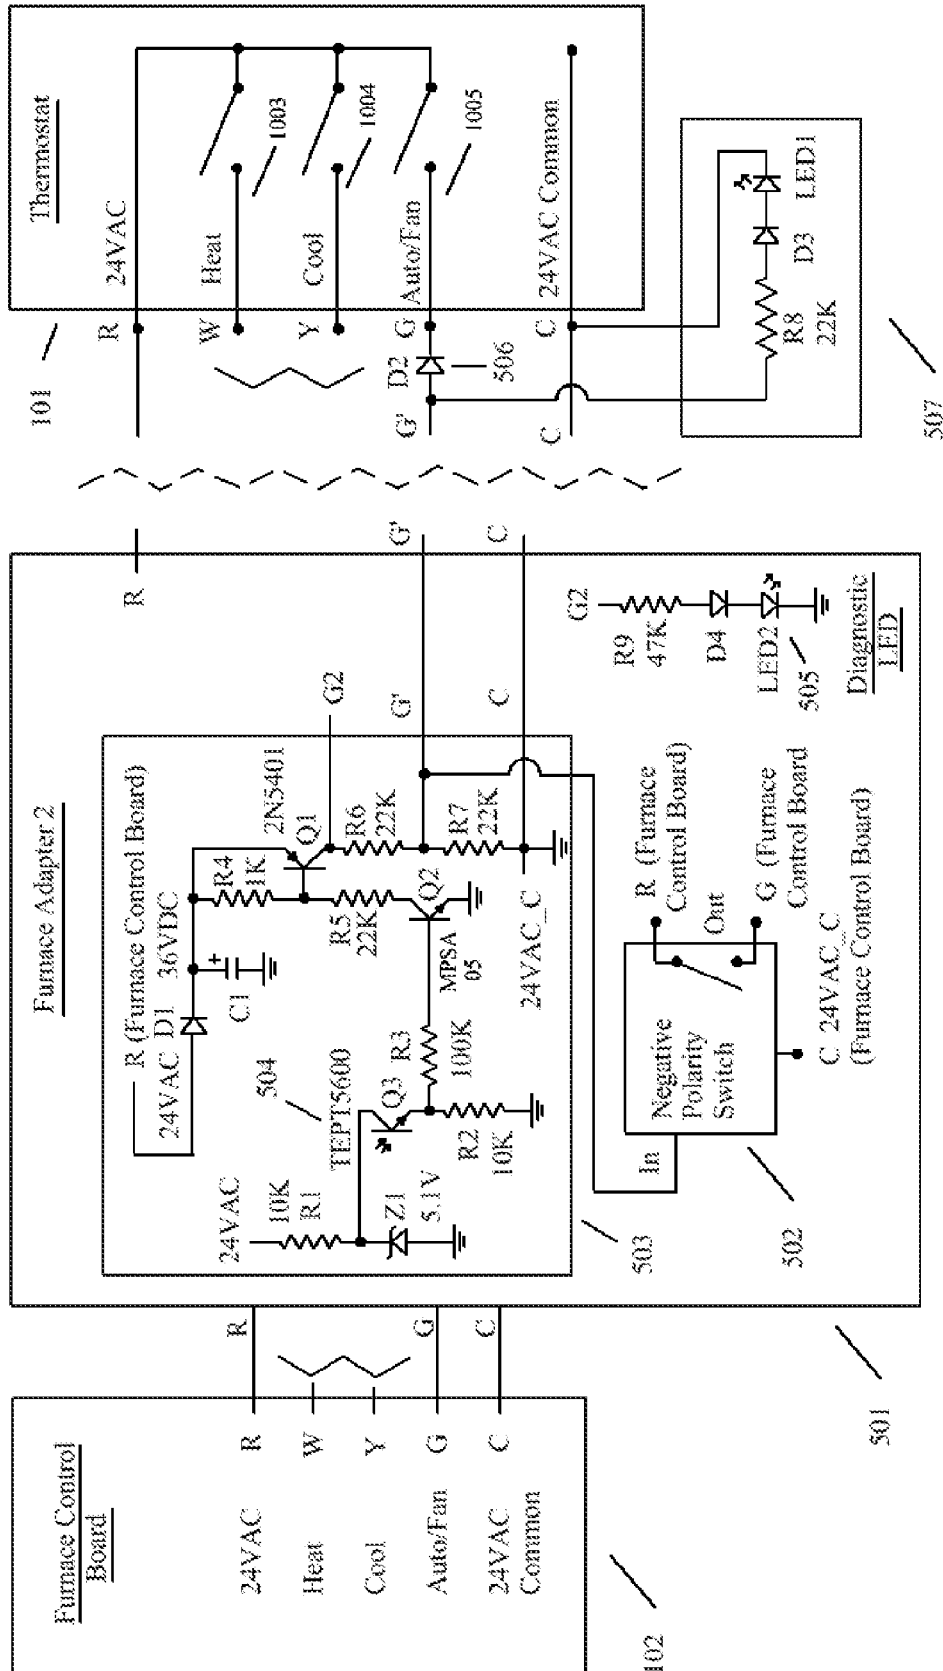 Furnace Control
Board
24VAC
R
Heat
W
Cool
Y
Auto/Fan
G
24VAC
Common
C
102
R
G
C
501
Furnace Adapter 2
R (Furnace Control Board)
24VAC
D1
36VDC
C1
+
R4
1K
2N5401
Q1
G2
R5
22K
R6
22K
R7
22K
G'
C
24VAC_C
Q2
MPSA
05
R3
100K
504
TEPT5600
Q3
R2
10K
24VAC
10K
R1
Z1
5.1V
503
In
Negative
Polarity
Switch
Out
R (Furnace
Control Board)
G (Furnace
Control Board
C 24VAC_C
(Furnace Control Board)
502
G2
R9
47K
D4
LED2
505
Diagnostic
LED
R
G'
C
101
Thermostat
R
24VAC
W
Heat
1003
Y
Cool
1004
G'
D2
506
G
Auto/Fan
1005
C
C
24VAC Common
R8
22K
D3
LED1
507